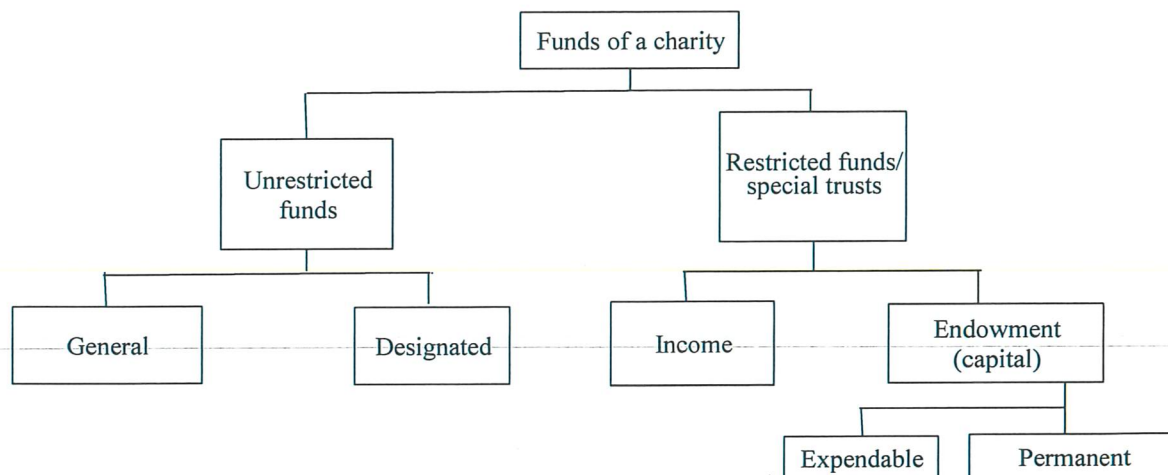 Funds of a charity
Unrestricted
funds
Restricted funds/
special trusts
General
Designated
Income
Endowment
(capital)
Expendable
Permanent